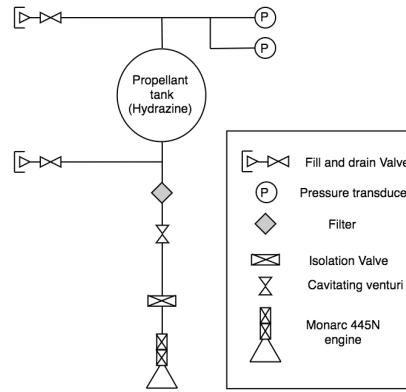 P
P
Propellant
tank
(Hydrazine)
Fill and drain Valve
P
Pressure transduce
Filter
Isolation Valve
Cavitating venturi
Monarc 445N
engine